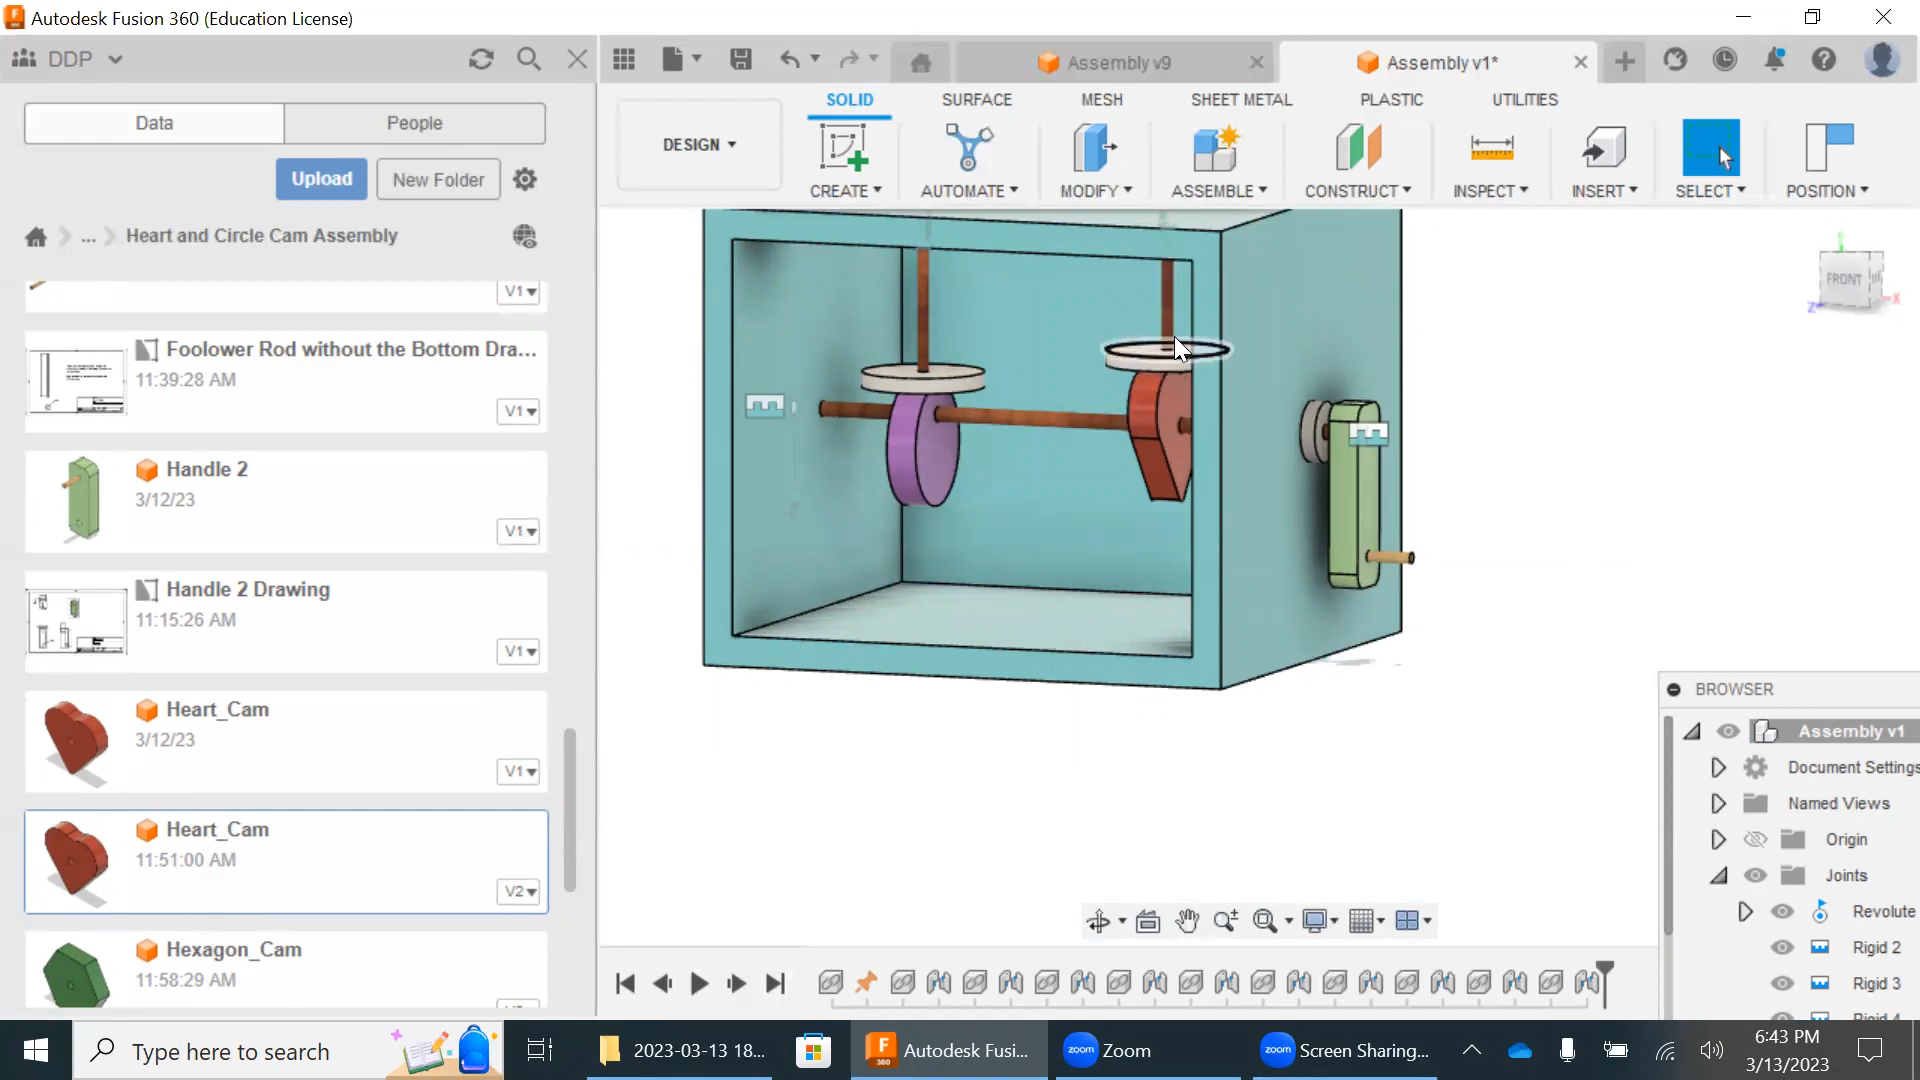 Autodesk Fusion 360 (Education License)
DDP
Assembly v9
Assembly v1*
Data
People
SOLID
SURFACE
MESH
SHEET METAL
PLASTIC
UTILITIES
DESIGN
Upload
New Folder
CREATE
AUTOMATE
MODIFY
ASSEMBLE
CONSTRUCT
INSPECT
INSERT
SELECT
POSITION
... Heart and Circle Cam Assembly
V1
Foolower Rod without the Bottom Dra...
11:39:28 AM
V1
Handle 2
3/12/23
V1
Handle 2 Drawing
11:15:26 AM
V1
Heart_Cam
3/12/23
V1
Heart_Cam
11:51:00 AM
V2
Hexagon_Cam
11:58:29 AM
FRONT
Z
X
BROWSER
Assembly v1
Document Settings
Named Views
Origin
Joints
Revolute
Rigid 2
Rigid 3
Type here to search
2023-03-13 18...
F
360
Autodesk Fusi...
zoom
Zoom
zoom
Screen Sharing...
6:43 PM
3/13/2023